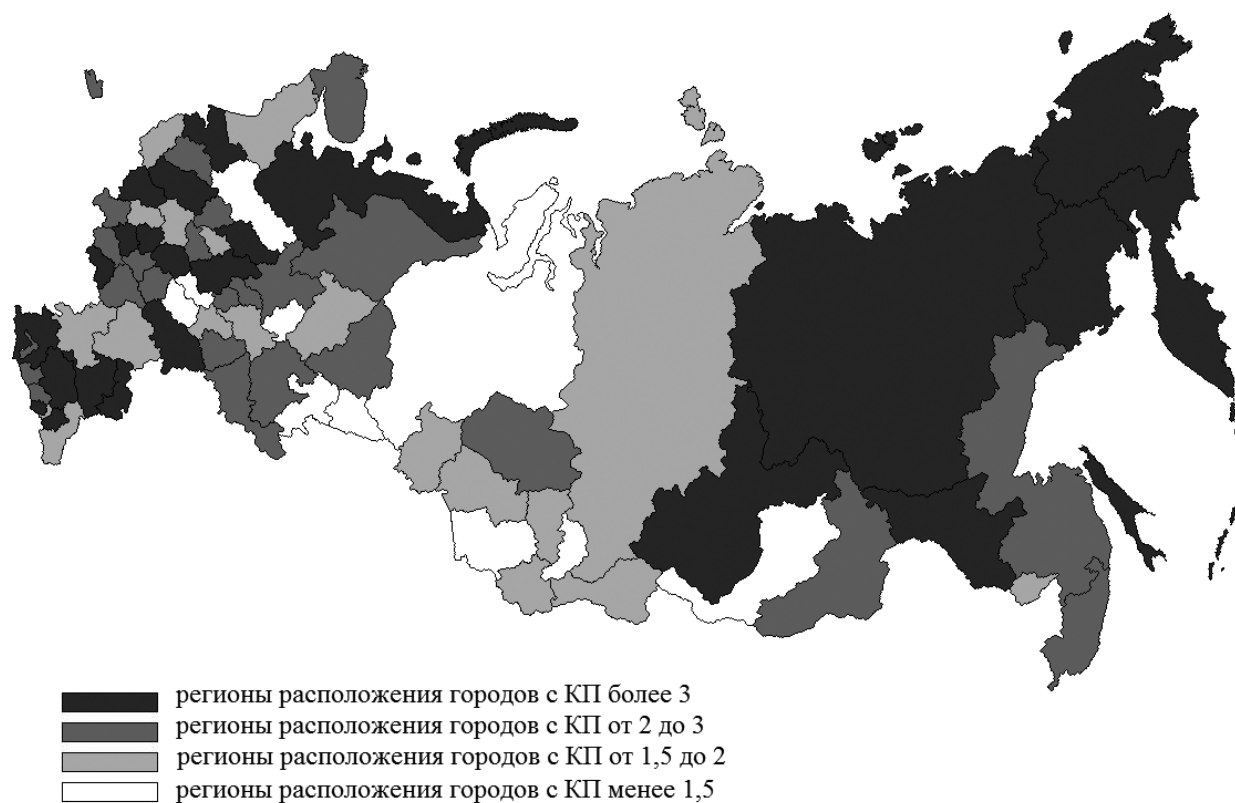 регионы расположения городов с КП более 3
регионы расположения городов с КП от 2 до 3
регионы расположения городов с КП от 1,5 до 2
регионы расположения городов с КП менее 1,5